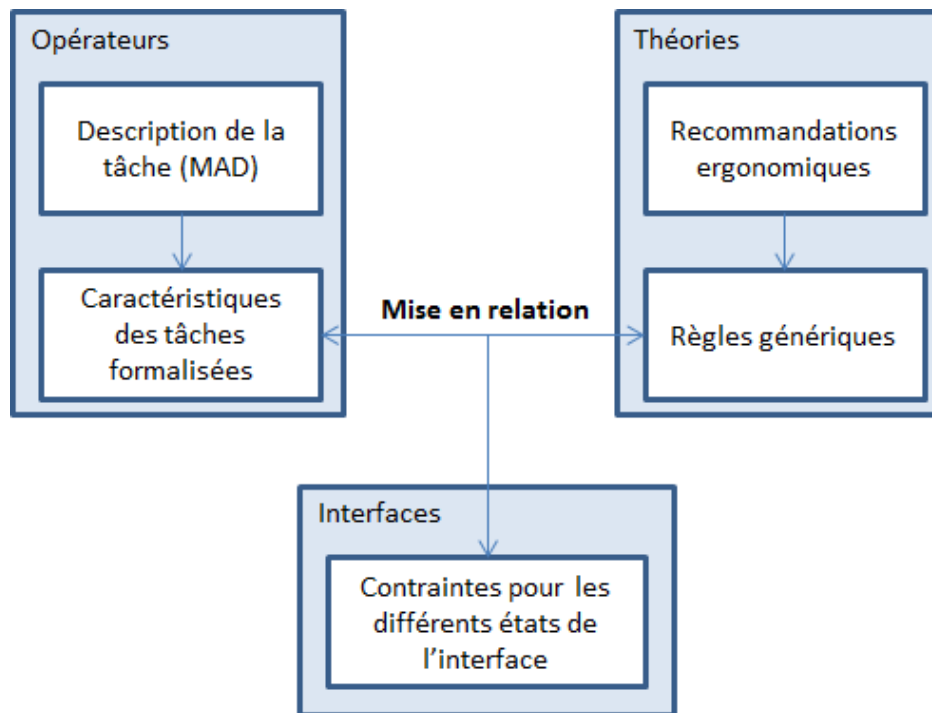 Opérateurs
Description de la
tâche (MAD)
Caractéristiques
des tâches
formalisées
Mise en relation
Théories
Recommandations
ergonomiques
Règles génériques
Interfaces
Contraintes pour les
différents états de
l'interface